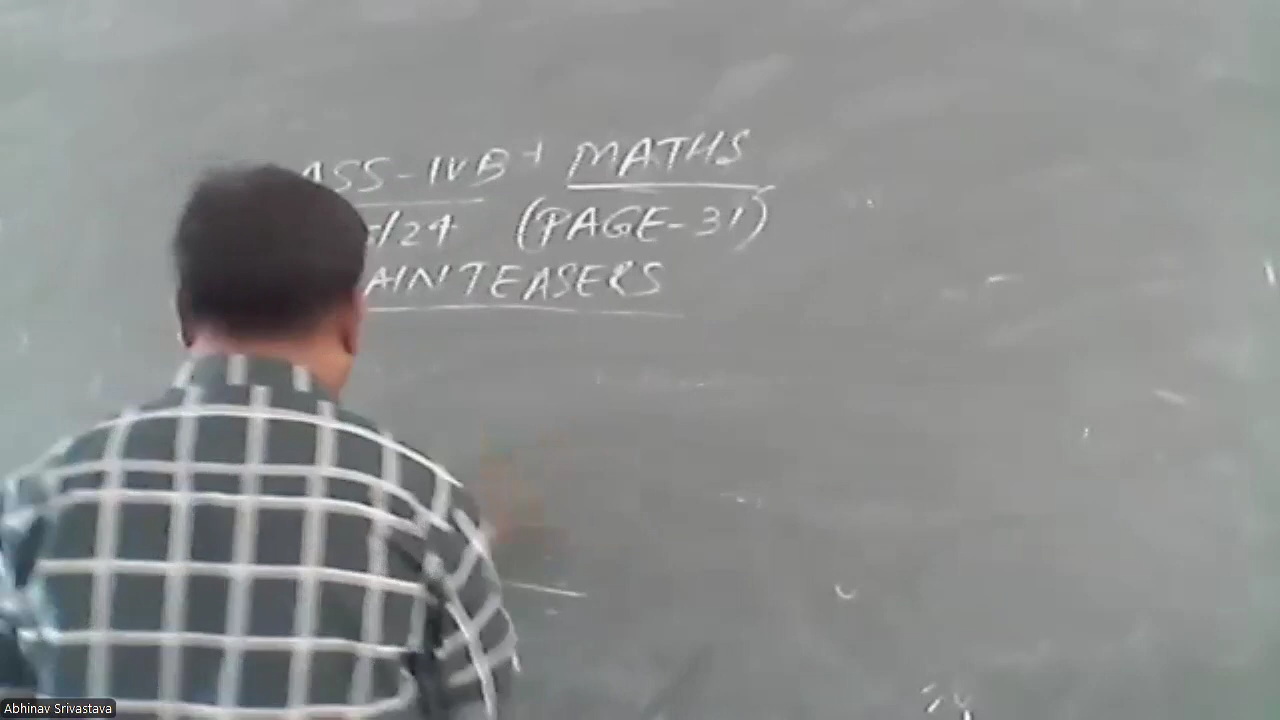 ASS-IVB+ MATHS
/24 (PAGE-31)
AINTEASERS
Abhinav Srivastava